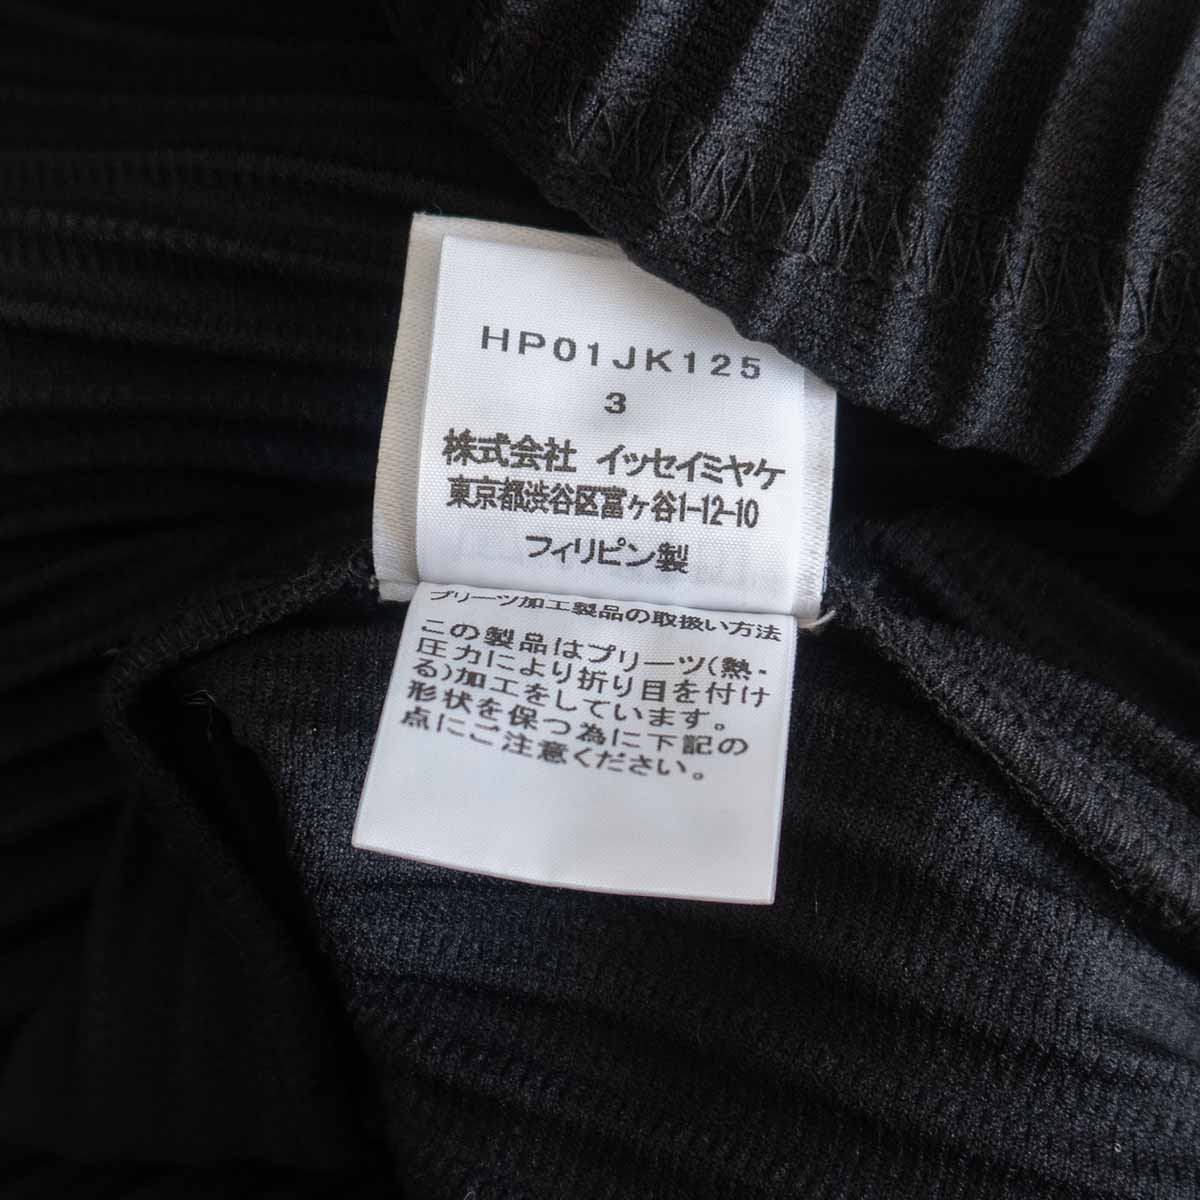 HP01JK125
3
株式会社 イッセイミヤケ
東京都渋谷区富ヶ谷1-12-10
フィリピン製
プリーツ加工製品の取扱い方法
この製品はプリーツ(熱・
圧力により折り目を付け
る)加工をしています。
形状を保つ為に下記の
点にご注意ください。